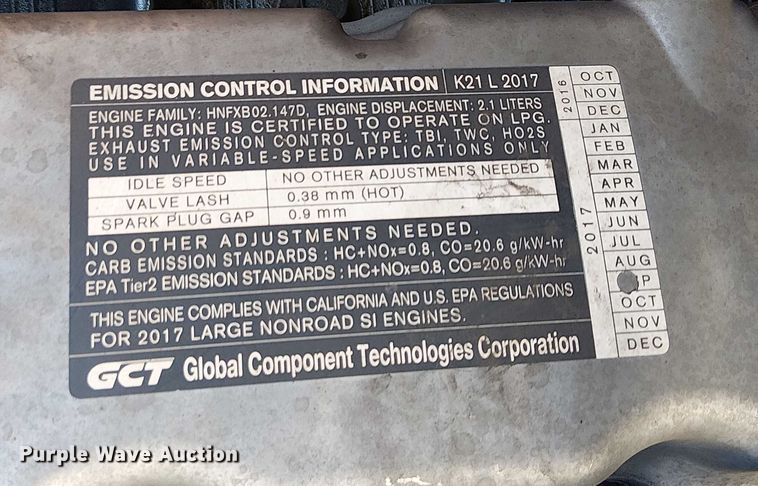 EMISSION CONTROL INFORMATION K21 L 2017
ENGINE FAMILY: HNFXB02.147D, ENGINE DISPLACEMENT: 2.1 LITERS
THIS ENGINE IS CERTIFIED TO OPERATE ON LPG.
EXHAUST EMISSION CONTROL TYPE: TBI, TWC, HO2S
USE IN VARIABLE-SPEED APPLICATIONS ONLY
IDLE SPEED NO OTHER ADJUSTMENTS NEEDED
VALVE LASH 0.38 mm (HOT)
SPARK PLUG GAP 0.9 mm
NO OTHER ADJUSTMENTS NEEDED.
CARB EMISSION STANDARDS : HC+NOx=0.8, CO=20.6 g/kW-hr
EPA Tier2 EMISSION STANDARDS : HC+NOx=0.8, CO=20.6 g/kW-hr
THIS ENGINE COMPLIES WITH CALIFORNIA AND U.S. EPA REGULATIONS
FOR 2017 LARGE NONROAD SI ENGINES.
GCT Global Component Technologies Corporation
2016
OCT
NOV
DEC
2017
JAN
FEB
MAR
APR
MAY
JUN
JUL
AUG
P
OCT
NOV
DEC
Purple Wave Auction